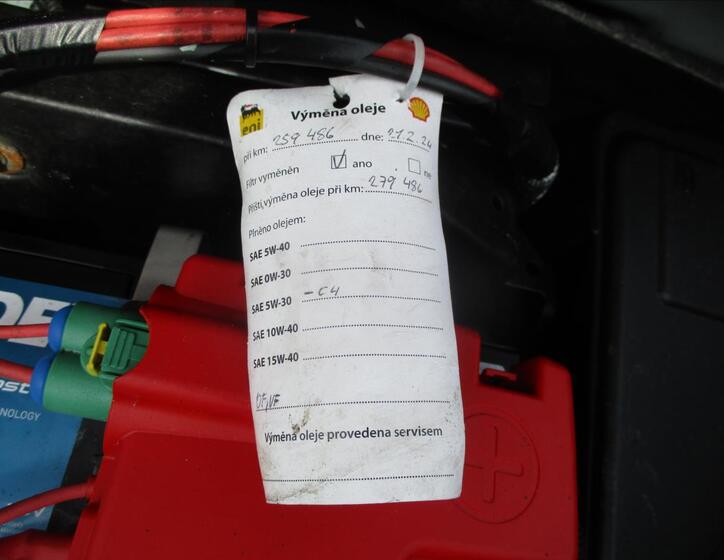 eni
Výměna oleje
při km: 259 486 dne: 27.2.24
Filtr vyměněn ano ne
Příští výměna oleje při km: 279 486
Plněno olejem:
SAE 5W-40
SAE 0W-30
SAE 5W-30 - C4
SAE 10W-40
SAE 15W-40
Výměna oleje provedena servisem